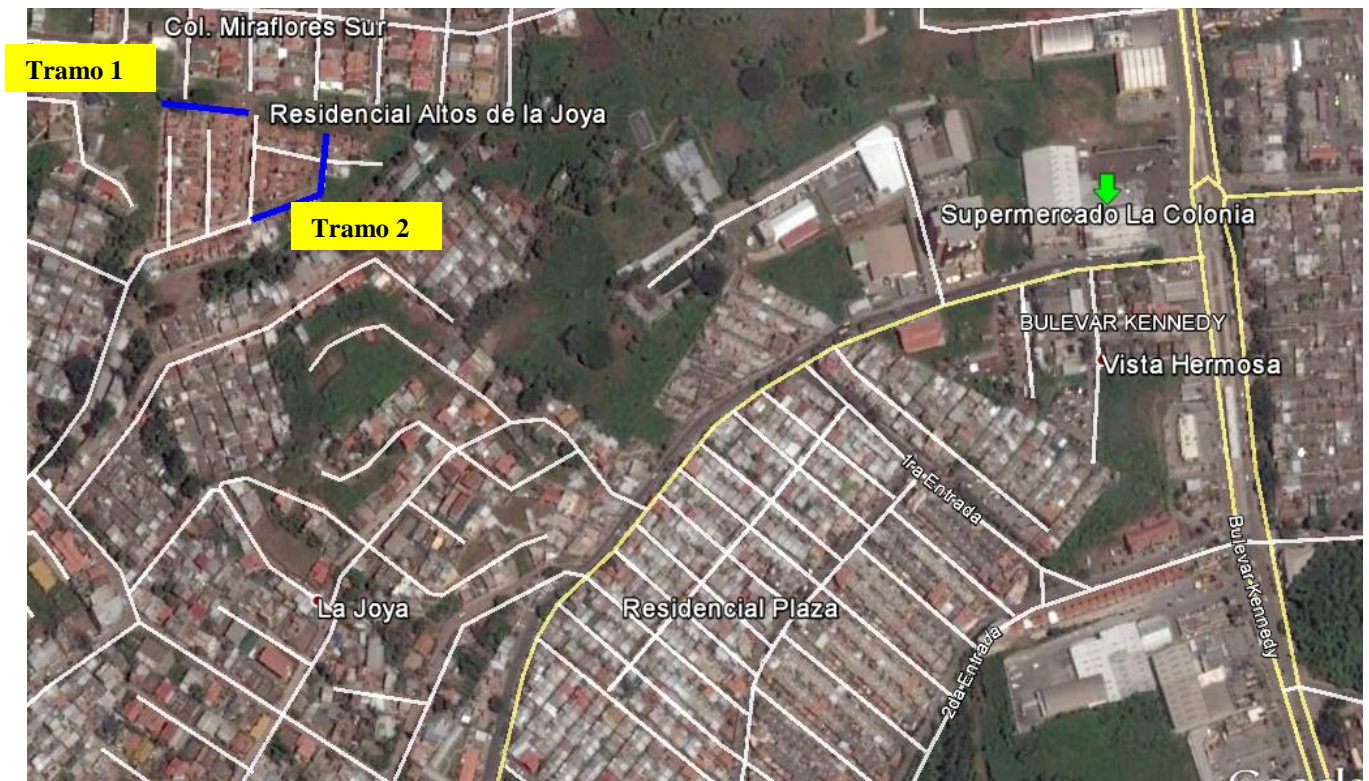 Col. Miraflores Sur
Tramo 1
Residencial Altos de la Joya
Supermercado La Colonia
Tramo 2
BULEVAR KENNEDY
Vista Hermosa
1ra Entrada
Bulevar Kennedy
La Joya
Residencial Plaza
2da Entrada